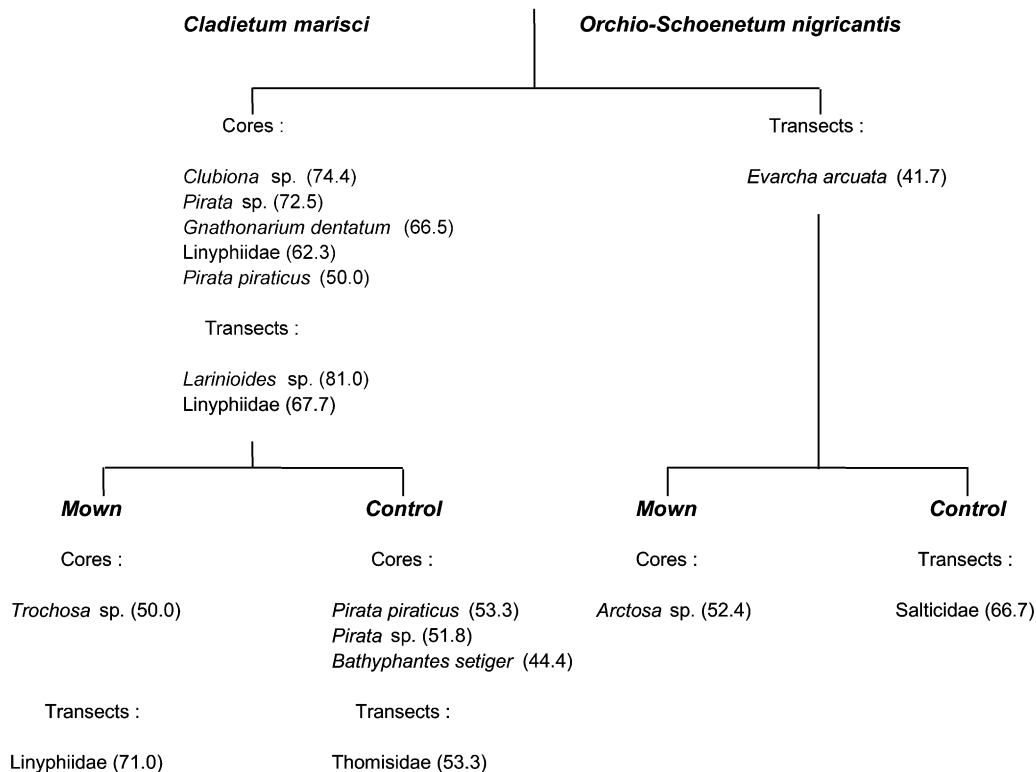 Cladietum marisci
Orchio-Schoenetum nigricantis
Cores :
Clubiona sp. (74.4)
Pirata sp. (72.5)
Gnathonarium dentatum (66.5)
Linyphiidae (62.3)
Pirata piraticus (50.0)
Transects :
Larinioides sp. (81.0)
Linyphiidae (67.7)
Transects :
Evarcha arcuata (41.7)
Mown
Cores :
Trochosa sp. (50.0)
Transects :
Linyphiidae (71.0)
Control
Cores :
Pirata piraticus (53.3)
Pirata sp. (51.8)
Bathyphantes setiger (44.4)
Transects :
Thomisidae (53.3)
Mown
Cores :
Arctosa sp. (52.4)
Control
Transects :
Salticidae (66.7)